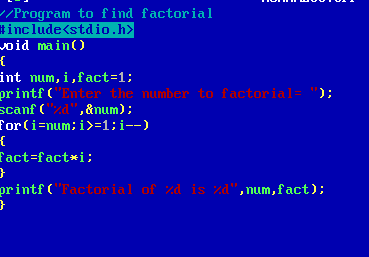 //Program to find factorial
#include<stdio.h>
void main()
{
int num,i,fact=1;
printf("Enter the number to factorial= ");
scanf("%d",&num);
for(i=num;i>=1;i--)
{
fact=fact*i;
}
printf("Factorial of %d is %d",num,fact);
}